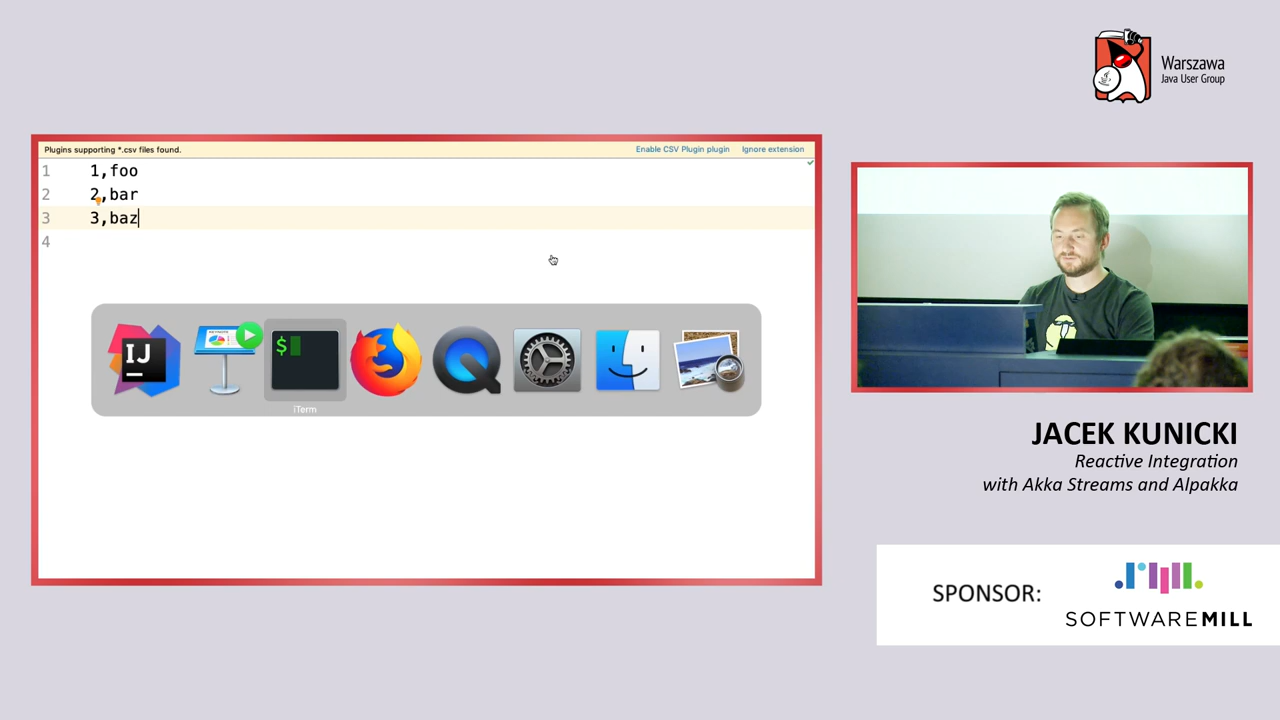 Warszawa
Java User Group
Plugins supporting *.csv files found.
Enable CSV Plugin plugin
Ignore extension
1 1,foo
2 2,bar
3 3,baz
4
IJ
$
iTerm
JACEK KUNICKI
Reactive Integration
with Akka Streams and Alpakka
SPONSOR:
SOFTWAREMILL